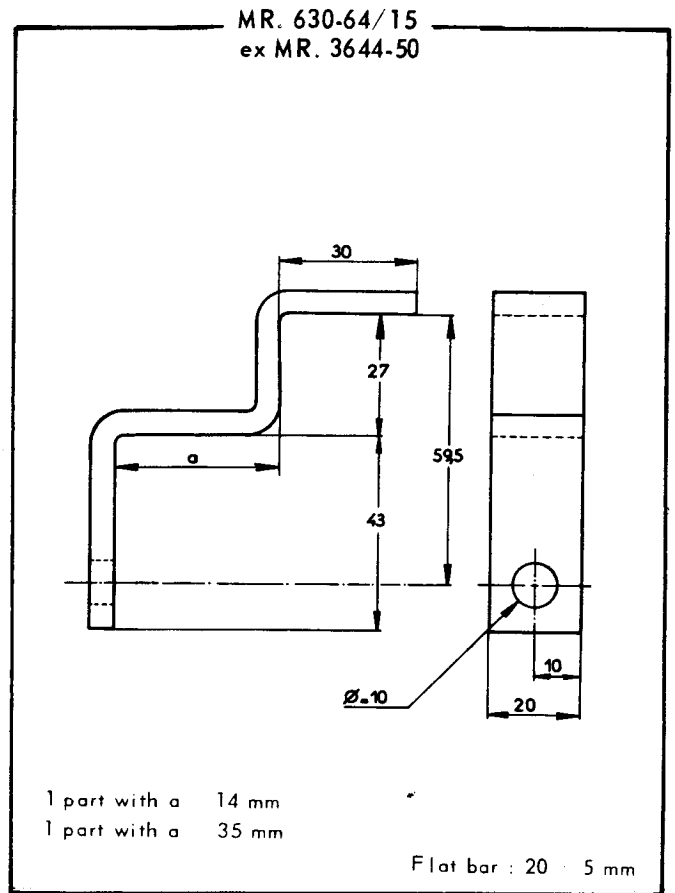 MR. 630-64/15
ex MR. 3644-50
30
27
a
59,5
43
Ø=10
10
20
1 part with a 14 mm
1 part with a 35 mm
Flat bar : 20 · 5 mm